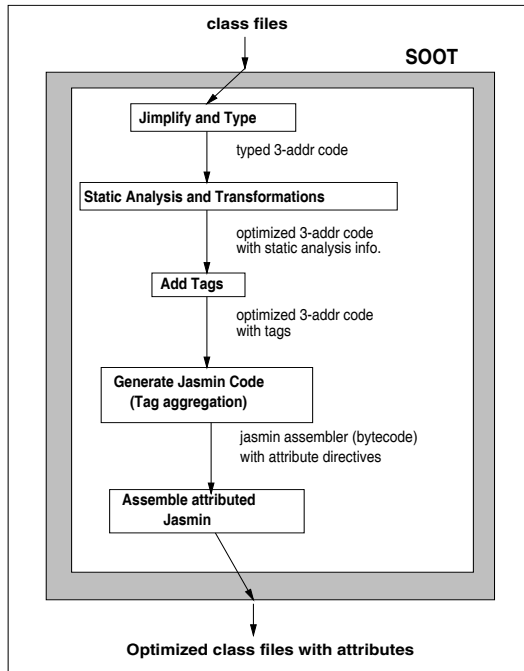 class files
SOOT
Jimplify and Type
typed 3-addr code
Static Analysis and Transformations
optimized 3-addr code
with static analysis info.
Add Tags
optimized 3-addr code
with tags
Generate Jasmin Code
(Tag aggregation)
jasmin assembler (bytecode)
with attribute directives
Assemble attributed
Jasmin
Optimized class files with attributes